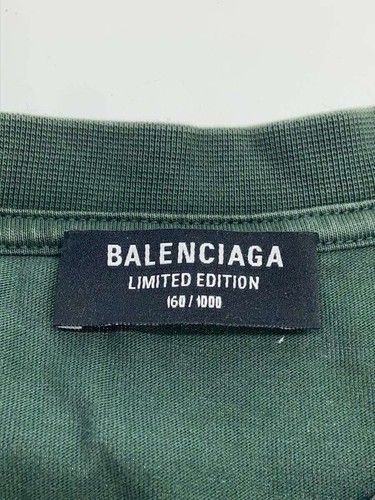 BALENCIAGA
LIMITED EDITION
160 / 1000